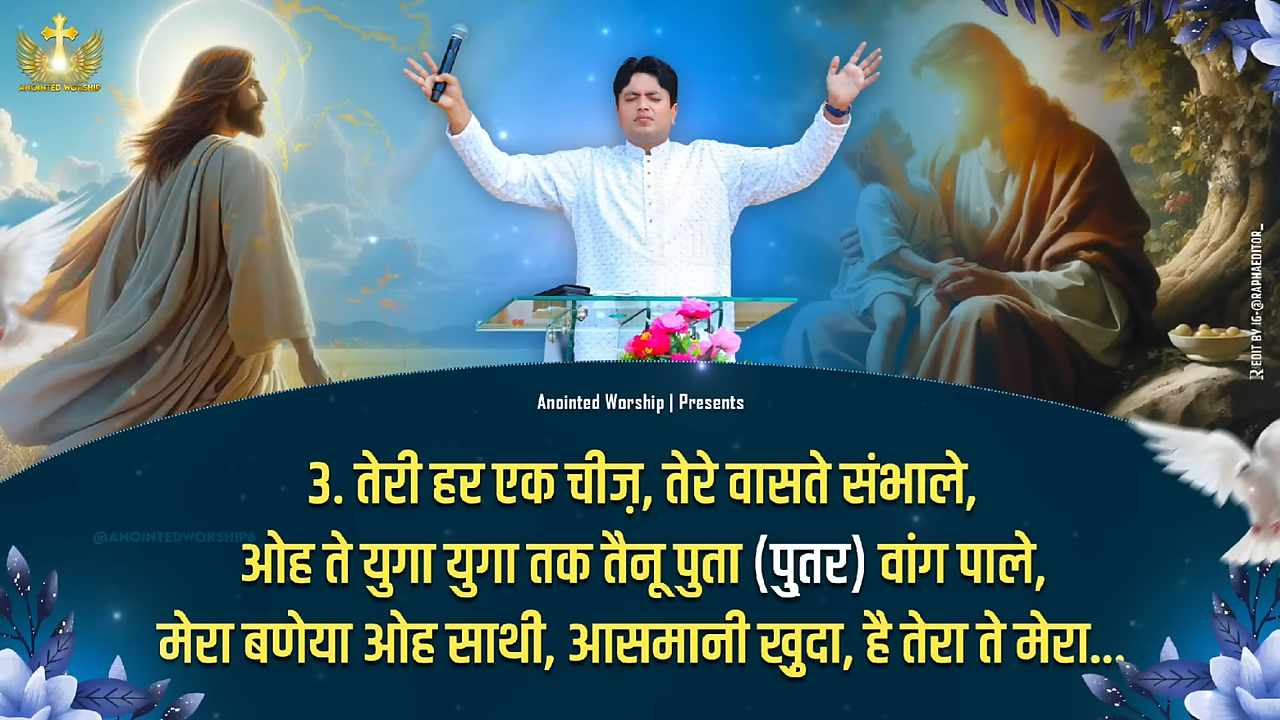 ANOINTED WORSHIP
EDIT BY IG-@RAPHAEDITOR_
Anointed Worship | Presents
3. तेरी हर एक चीज़, तेरे वासते संभाले,
@ANOINTEDWORSHIP6
ओह ते युगा युगा तक तैनू पुता (पुतर) वांग पाले,
मेरा बणेया ओह साथी, आसमानी खुदा, है तेरा ते मेरा...